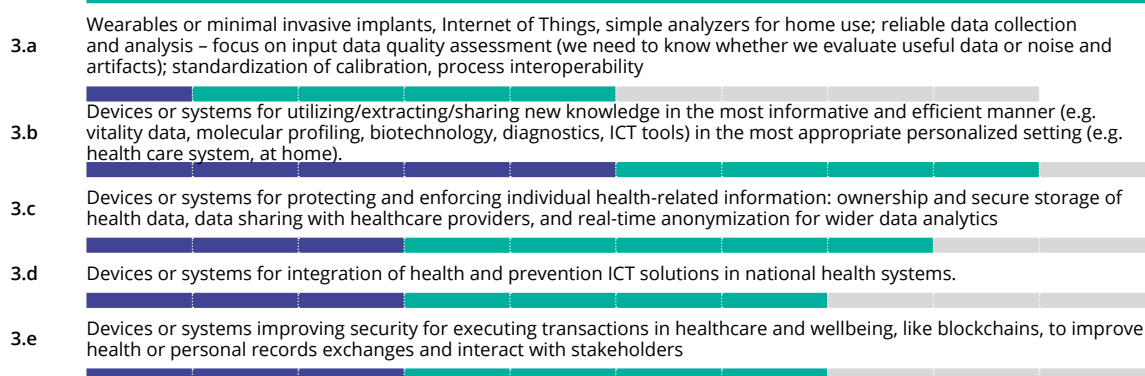 3.a
Wearables or minimal invasive implants, Internet of Things, simple analyzers for home use; reliable data collection
and analysis – focus on input data quality assessment (we need to know whether we evaluate useful data or noise and
artifacts); standardization of calibration, process interoperability
3.b
Devices or systems for utilizing/extracting/sharing new knowledge in the most informative and efficient manner (e.g.
vitality data, molecular profiling, biotechnology, diagnostics, ICT tools) in the most appropriate personalized setting (e.g.
health care system, at home).
3.c
Devices or systems for protecting and enforcing individual health-related information: ownership and secure storage of
health data, data sharing with healthcare providers, and real-time anonymization for wider data analytics
3.d
Devices or systems for integration of health and prevention ICT solutions in national health systems.
3.e
Devices or systems improving security for executing transactions in healthcare and wellbeing, like blockchains, to improve
health or personal records exchanges and interact with stakeholders